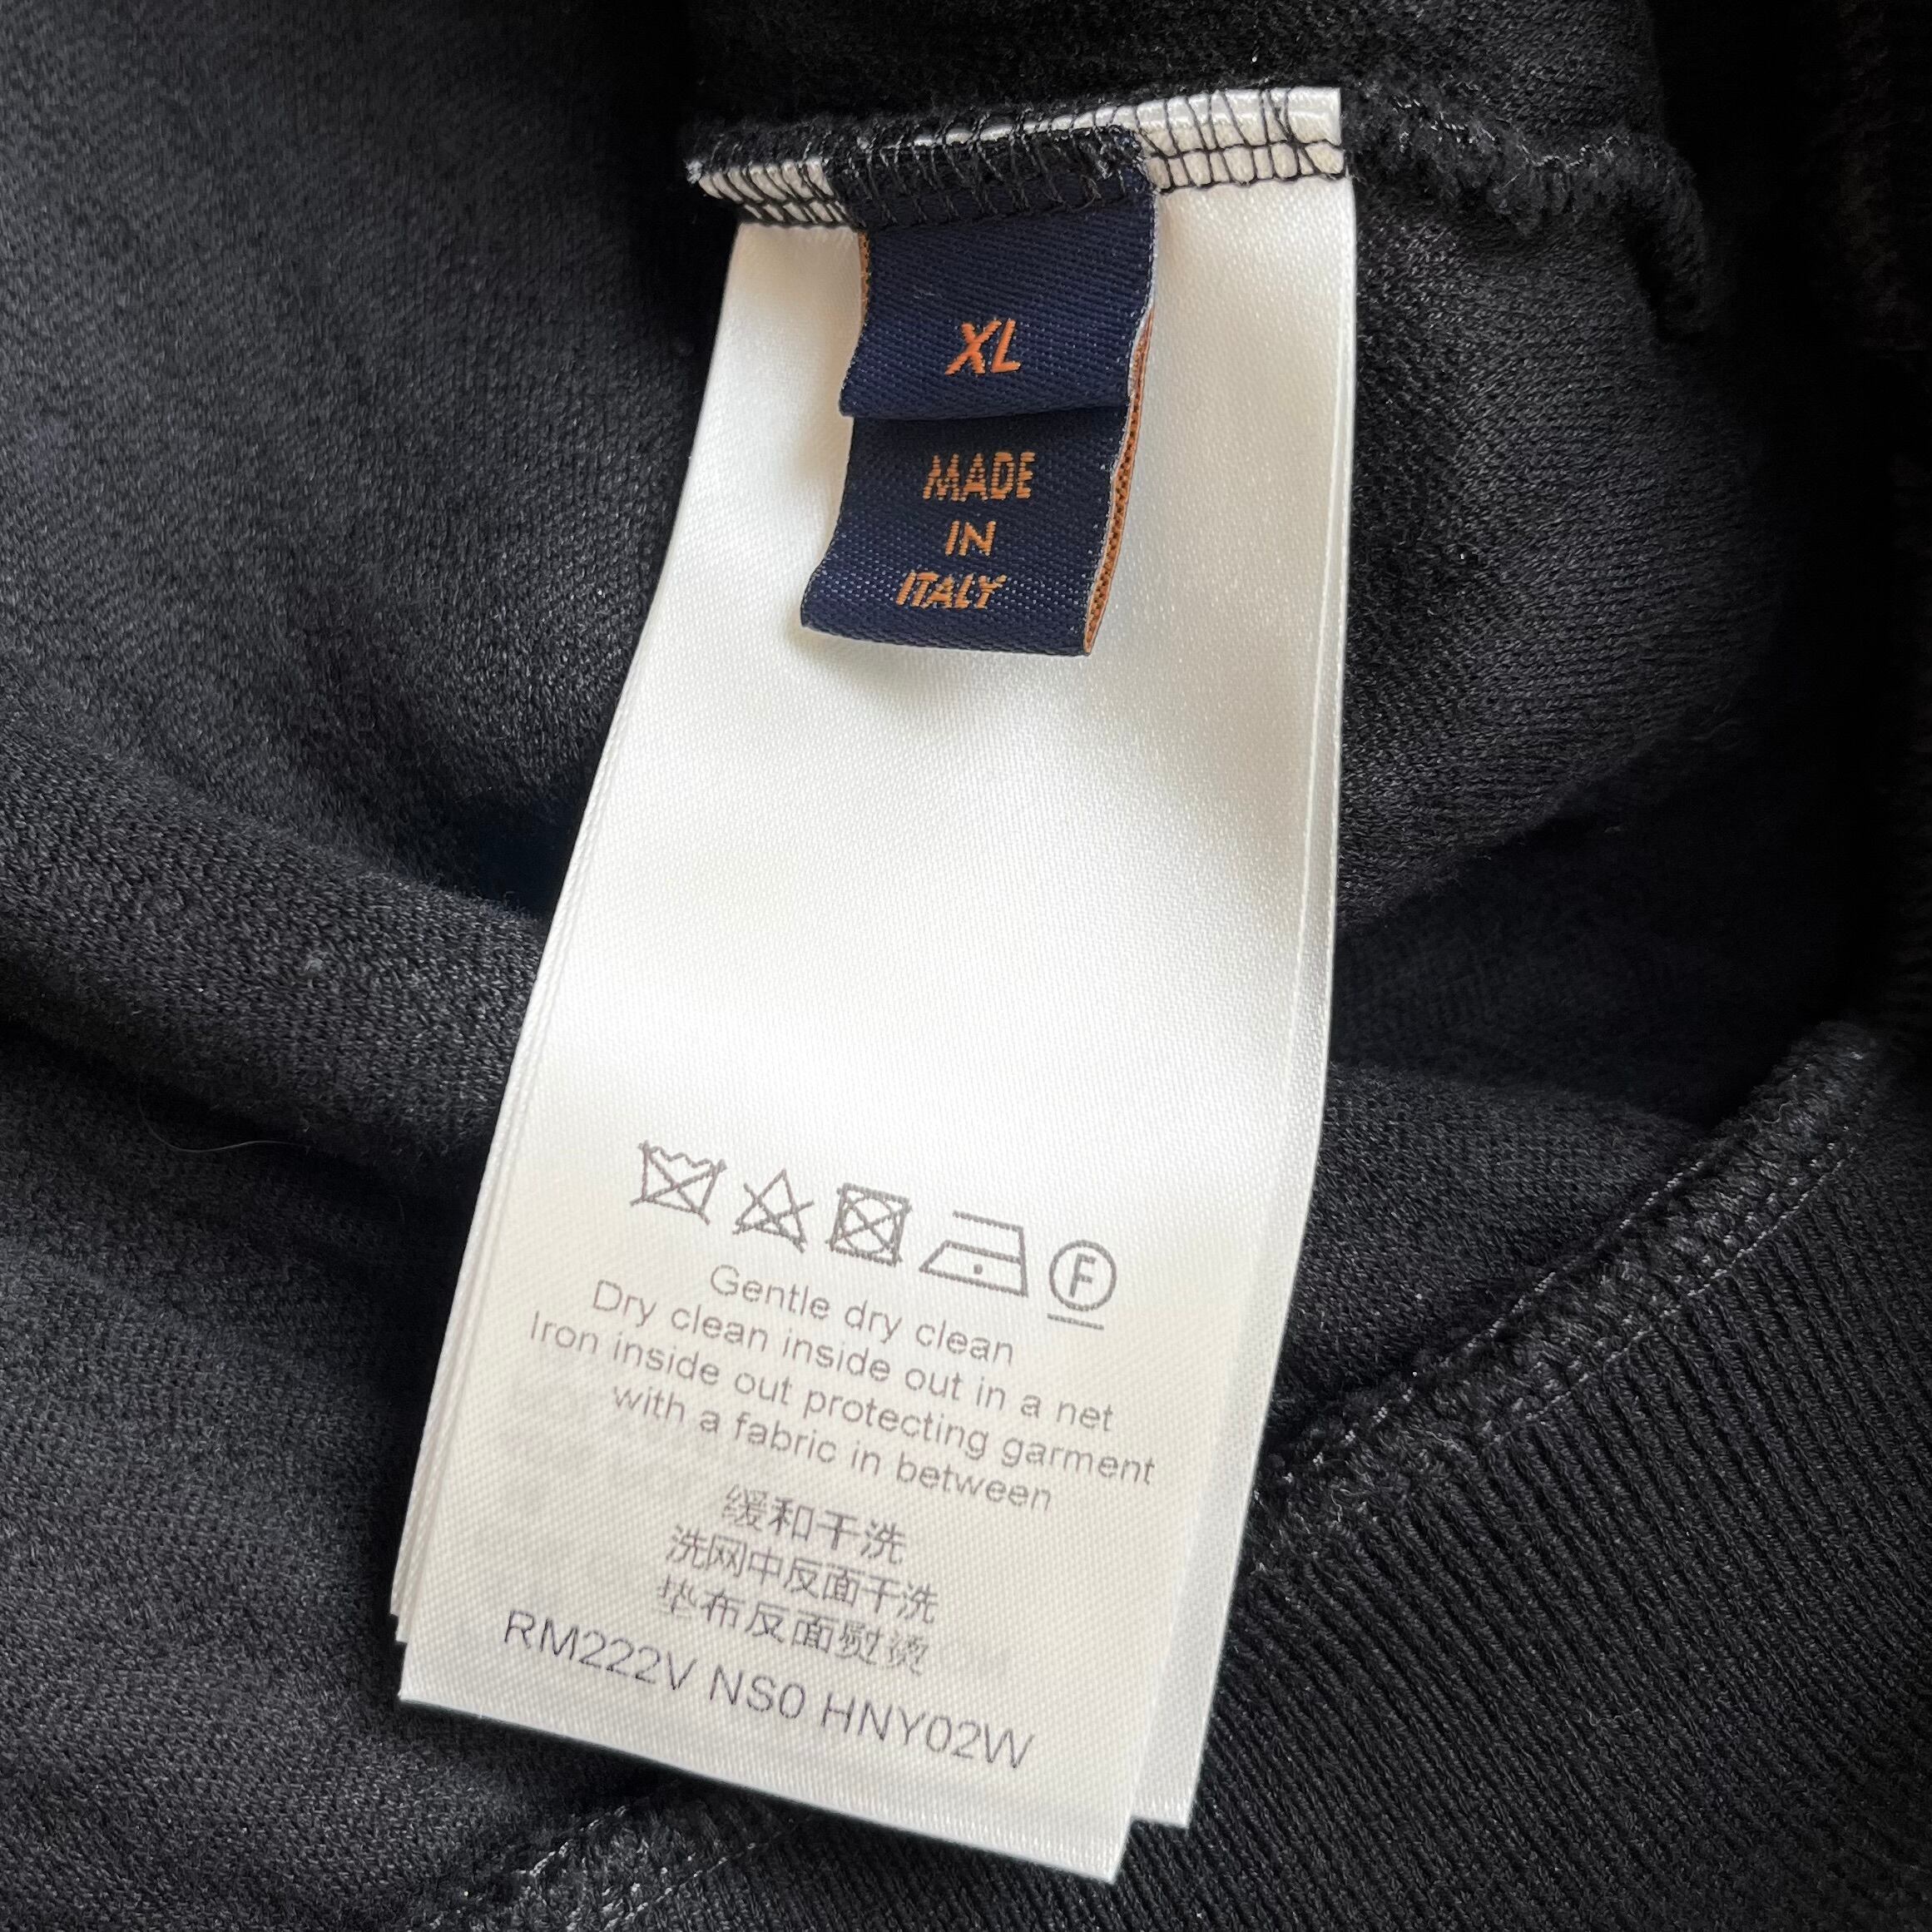 XL
MADE
IN
ITALY
F
Gentle dry clean
Dry clean inside out in a net
Iron inside out protecting garment
with a fabric in between
缓和干洗
洗网中反面干洗
垫布反面熨烫
RM222V NS0 HNY02W